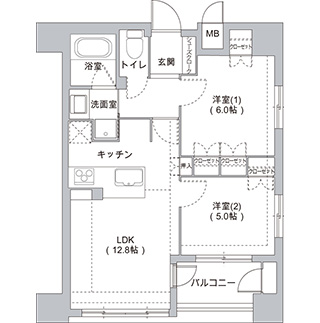 MB
クローゼット
シューズクローク
玄関
トイレ
浴室
洋室(1)
( 6.0帖 )
洗面室
キッチン
押入
クローゼット
クローゼット
クローゼット
洋室(2)
( 5.0帖 )
LDK
( 12.8帖 )
バルコニー